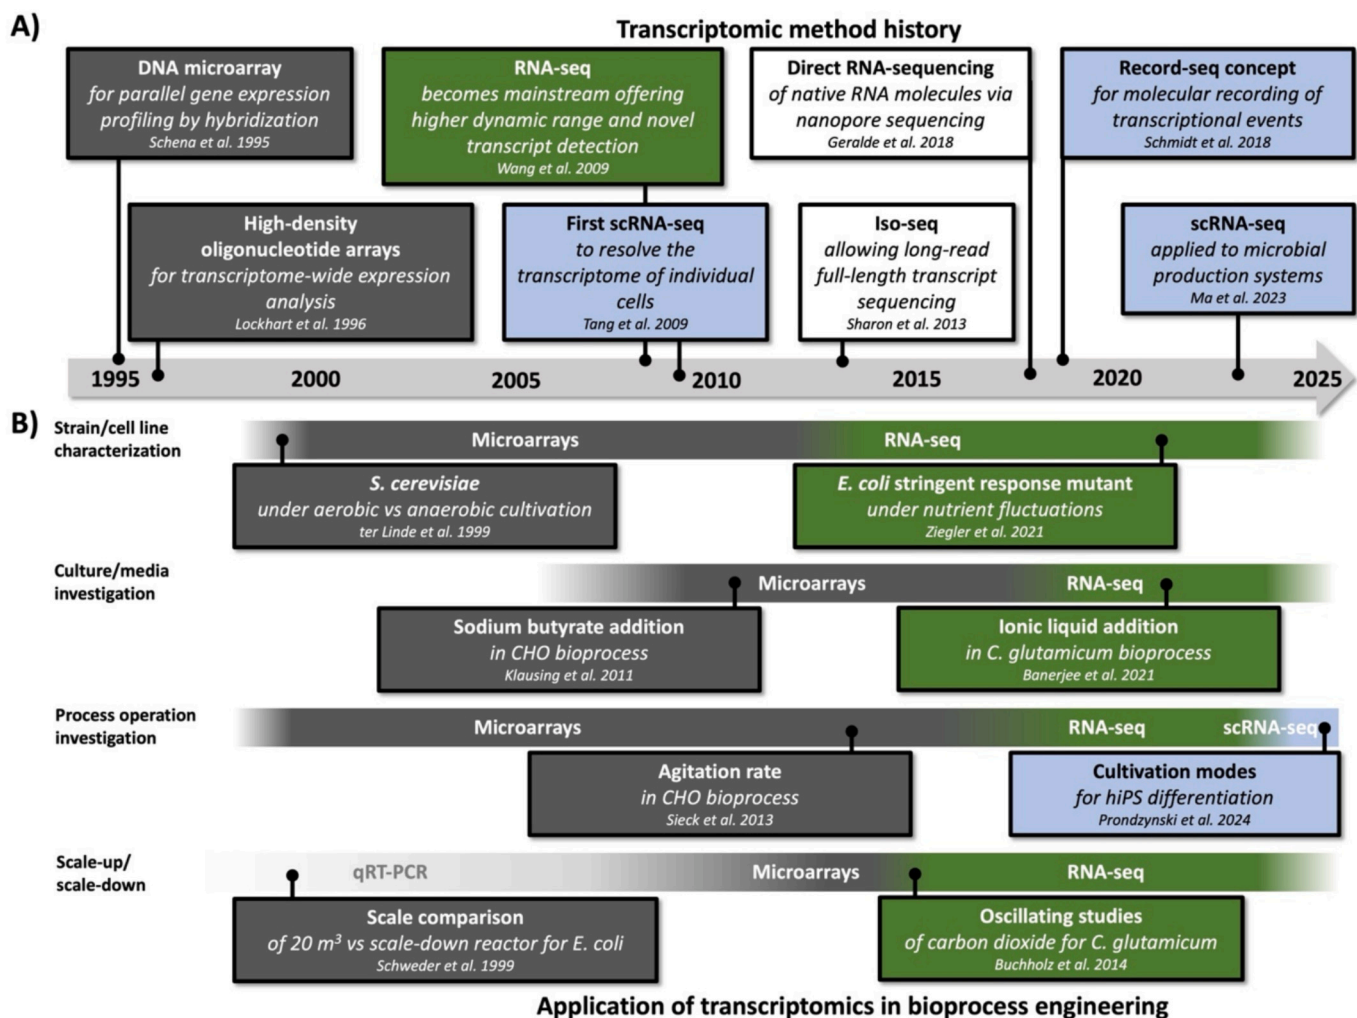 A)
Transcriptomic method history
DNA microarray
for parallel gene expression
profiling by hybridization
Schena et al. 1995
RNA-seq
becomes mainstream offering
higher dynamic range and novel
transcript detection
Wang et al. 2009
Direct RNA-sequencing
of native RNA molecules via
nanopore sequencing
Geralde et al. 2018
Record-seq concept
for molecular recording of
transcriptional events
Schmidt et al. 2018
High-density
oligonucleotide arrays
for transcriptome-wide expression
analysis
Lockhart et al. 1996
First scRNA-seq
to resolve the
transcriptome of individual
cells
Tang et al. 2009
Iso-seq
allowing long-read
full-length transcript
sequencing
Sharon et al. 2013
scRNA-seq
applied to microbial
production systems
Ma et al. 2023
1995 2000 2005 2010 2015 2020 2025
B)
Strain/cell line
characterization
Microarrays RNA-seq
S. cerevisiae
under aerobic vs anaerobic cultivation
ter Linde et al. 1999
E. coli stringent response mutant
under nutrient fluctuations
Ziegler et al. 2021
Culture/media
investigation
Microarrays RNA-seq
Sodium butyrate addition
in CHO bioprocess
Klausing et al. 2011
Ionic liquid addition
in C. glutamicum bioprocess
Banerjee et al. 2021
Process operation
investigation
Microarrays RNA-seq scRNA-seq
Agitation rate
in CHO bioprocess
Sieck et al. 2013
Cultivation modes
for hiPS differentiation
Prondzynski et al. 2024
Scale-up/
scale-down
qRT-PCR Microarrays RNA-seq
Scale comparison
of 20 m³ vs scale-down reactor for E. coli
Schweder et al. 1999
Oscillating studies
of carbon dioxide for C. glutamicum
Buchholz et al. 2014
Application of transcriptomics in bioprocess engineering